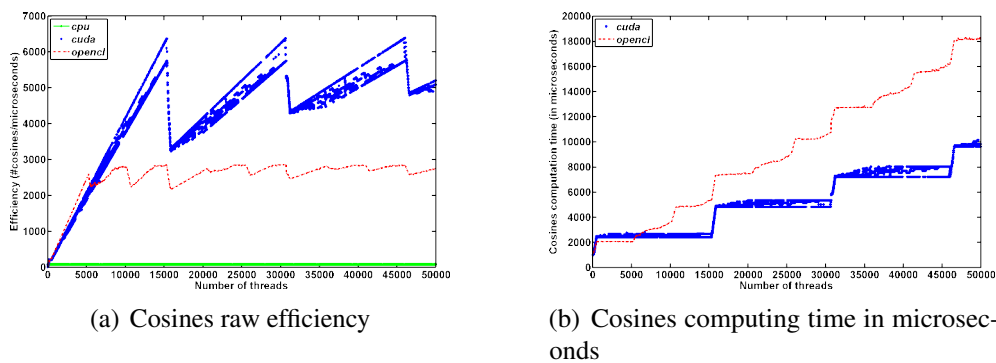 7000
6000
5000
4000
3000
2000
1000
0
Efficiency (#cosines/microseconds)
cpu
cuda
opencl
0 5000 10000 15000 20000 25000 30000 35000 40000 45000 50000
Number of threads
(a) Cosines raw efficiency
20000
18000
16000
14000
12000
10000
8000
6000
4000
2000
0
Cosines computation time (in microseconds)
cuda
opencl
0 5000 10000 15000 20000 25000 30000 35000 40000 45000 50000
Number of threads
(b) Cosines computing time in microsec-
onds